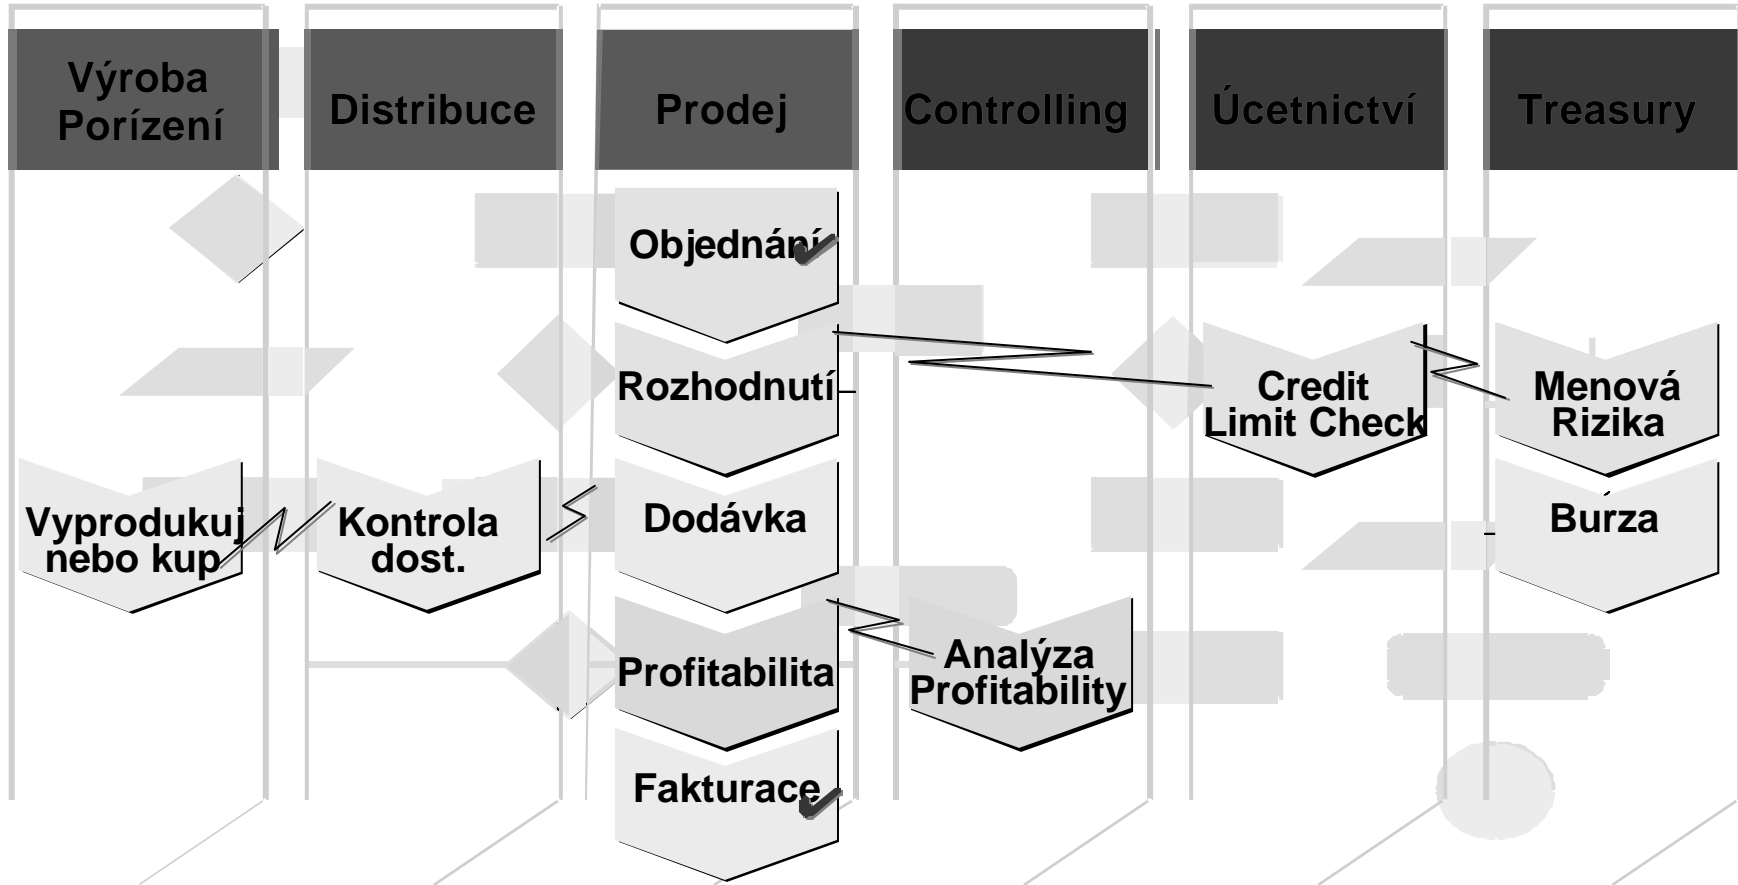 Výroba
Porízení
Distribuce
Prodej
Controlling
Úcetnictví
Treasury
Objednání
Rozhodnutí
Credit
Limit Check
Menová
Rizika
Vyprodukuj
nebo kup
Kontrola
dost.
Dodávka
Burza
Profitabilita
Analýza
Profitability
Fakturace